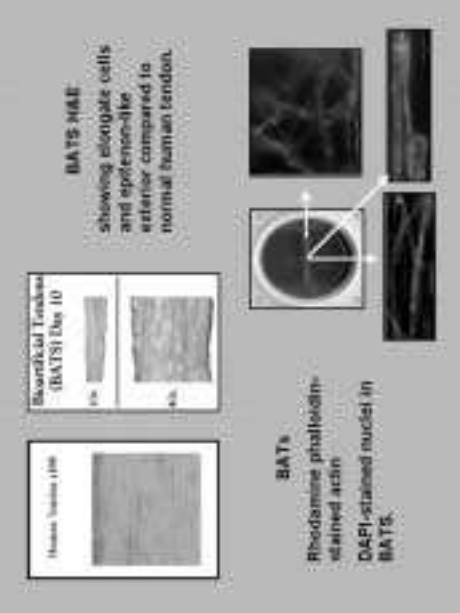 Human Tendon
Bioartificial Tendons
(BATS) Day 10
BATS H&E
showing elongate cells
and epitenon-like
exterior compared to
normal human tendon.
BATs
Rhodamine phalloidin-
stained actin
DAPI-stained nuclei in
BATS.